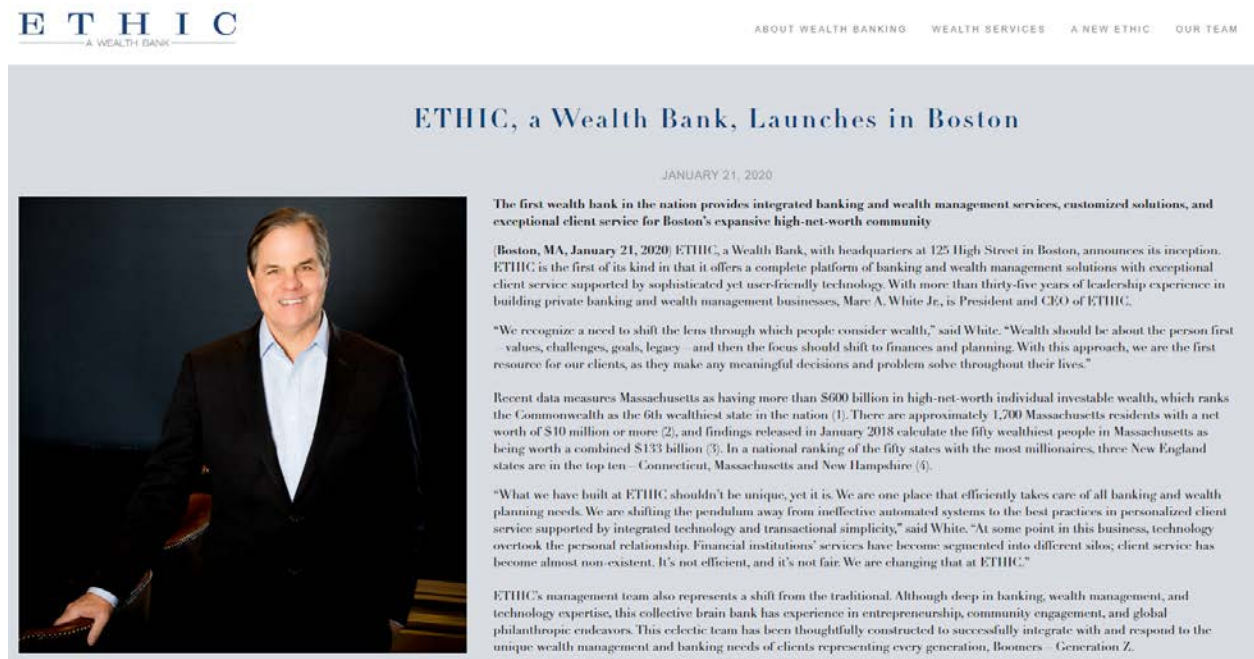 ETHIC
A WEALTH BANK
ABOUT WEALTH BANKING WEALTH SERVICES A NEW ETHIC OUR TEAM
ETHIC, a Wealth Bank, Launches in Boston
JANUARY 21, 2020
The first wealth bank in the nation provides integrated banking and wealth management services, customized solutions, and
exceptional client service for Boston's expansive high-net-worth community
(Boston, MA, January 21, 2020) ETHIC, a Wealth Bank, with headquarters at 125 High Street in Boston, announces its inception.
ETHIC is the first of its kind in that it offers a complete platform of banking and wealth management solutions with exceptional
client service supported by sophisticated yet user-friendly technology. With more than thirty-five years of leadership experience in
building private banking and wealth management businesses, Marc A. White Jr., is President and CEO of ETHIC.
“We recognize a need to shift the lens through which people consider wealth,” said White. “Wealth should be about the person first
– values, challenges, goals, legacy – and then the focus should shift to finances and planning. With this approach, we are the first
resource for our clients, as they make any meaningful decisions and problem solve throughout their lives.”
Recent data measures Massachusetts as having more than $600 billion in high-net-worth individual investable wealth, which ranks
the Commonwealth as the 6th wealthiest state in the nation (1). There are approximately 1,700 Massachusetts residents with a net
worth of $10 million or more (2), and findings released in January 2018 calculate the fifty wealthiest people in Massachusetts as
being worth a combined $133 billion (3). In a national ranking of the fifty states with the most millionaires, three New England
states are in the top ten – Connecticut, Massachusetts and New Hampshire (4).
“What we have built at ETHIC shouldn't be unique, yet it is. We are one place that efficiently takes care of all banking and wealth
planning needs. We are shifting the pendulum away from ineffective automated systems to the best practices in personalized client
service supported by integrated technology and transactional simplicity,” said White. “At some point in this business, technology
overtook the personal relationship. Financial institutions' services have become segmented into different silos; client service has
become almost non-existent. It's not efficient, and it's not fair. We are changing that at ETHIC.”
ETHIC's management team also represents a shift from the traditional. Although deep in banking, wealth management, and
technology expertise, this collective brain bank has experience in entrepreneurship, community engagement, and global
philanthropic endeavors. This eclectic team has been thoughtfully constructed to successfully integrate with and respond to the
unique wealth management and banking needs of clients representing every generation, Boomers – Generation Z.